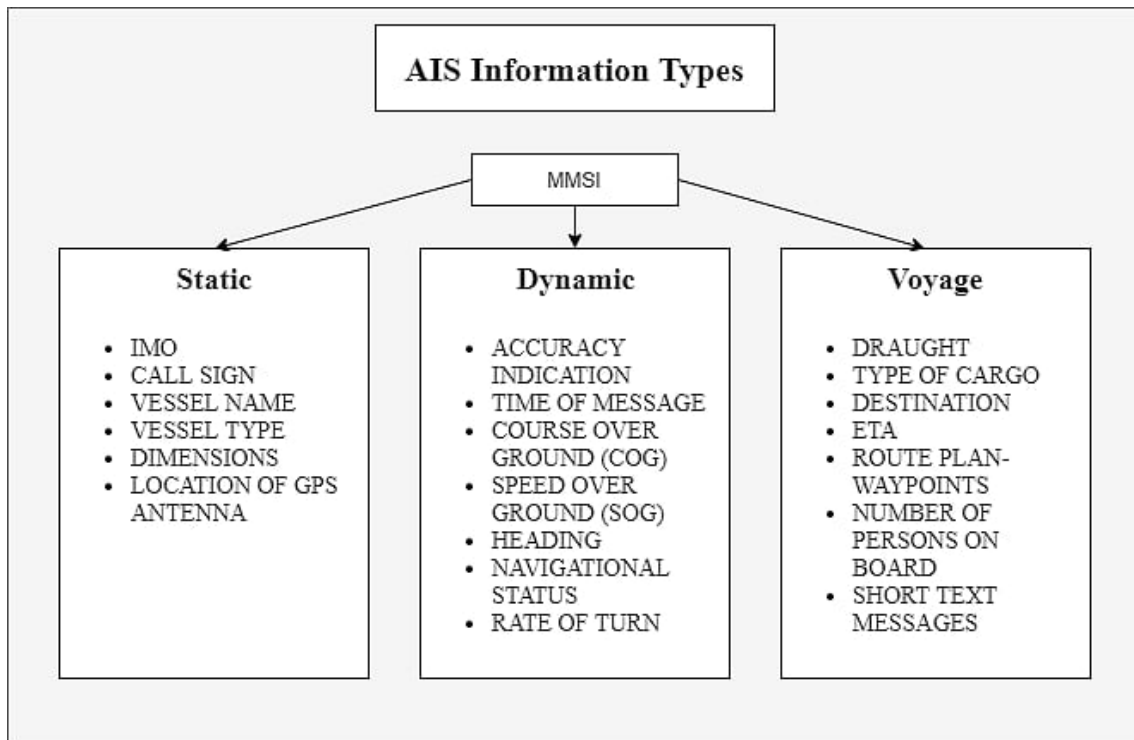 AIS Information Types
MMSI
Static
• IMO
• CALL SIGN
• VESSEL NAME
• VESSEL TYPE
• DIMENSIONS
• LOCATION OF GPS
ANTENNA
Dynamic
• ACCURACY
INDICATION
• TIME OF MESSAGE
• COURSE OVER
GROUND (COG)
• SPEED OVER
GROUND (SOG)
• HEADING
• NAVIGATIONAL
STATUS
• RATE OF TURN
Voyage
• DRAUGHT
• TYPE OF CARGO
• DESTINATION
• ETA
• ROUTE PLAN-
WAYPOINTS
• NUMBER OF
PERSONS ON
BOARD
• SHORT TEXT
MESSAGES